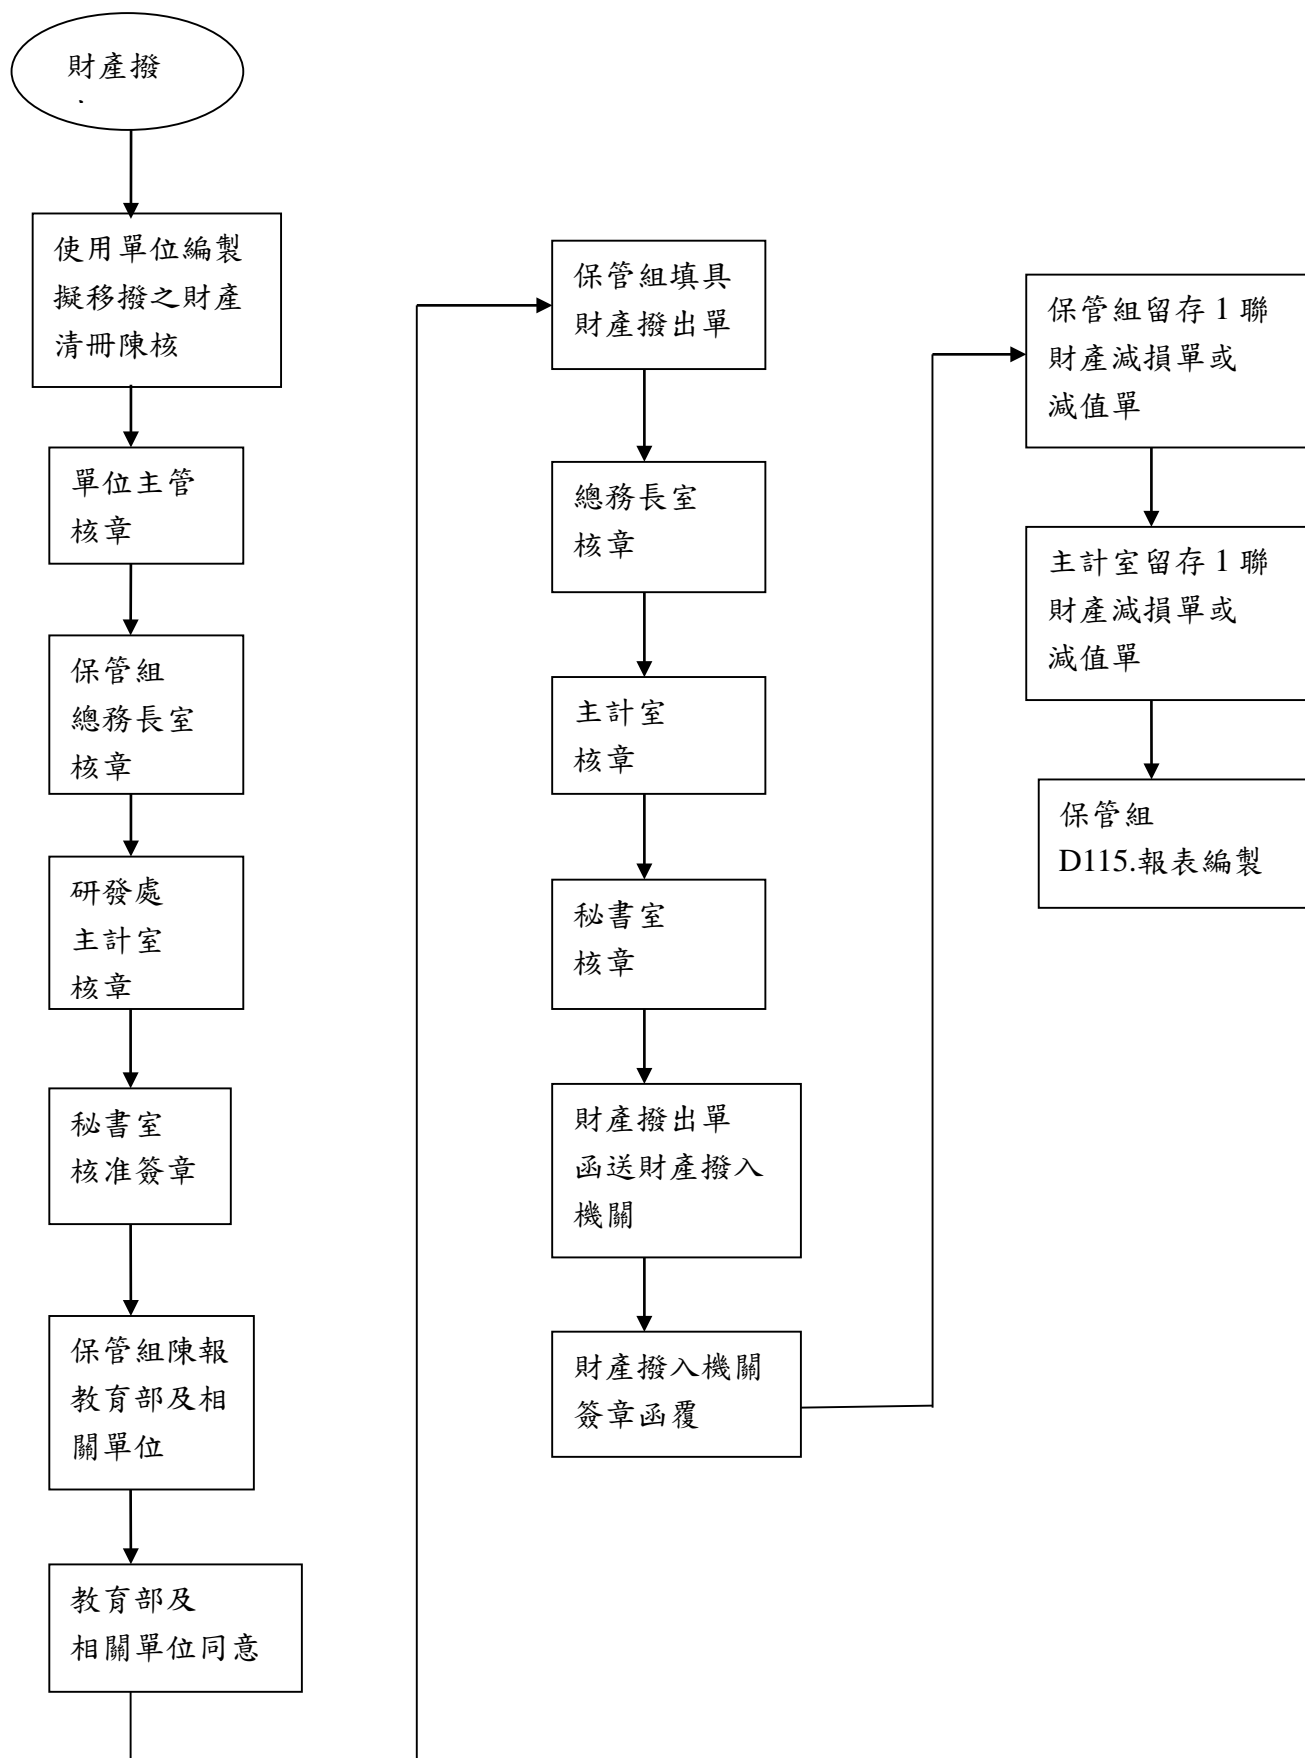 財產撥
使用單位編製
擬移撥之財產
清冊陳核
單位主管
核章
保管組
總務長室
核章
研發處
主計室
核章
秘書室
核准簽章
保管組陳報
教育部及相
關單位
教育部及
相關單位同意
保管組填具
財產撥出單
總務長室
核章
主計室
核章
秘書室
核章
財產撥出單
函送財產撥入
機關
財產撥入機關
簽章函覆
保管組留存 1 聯
財產減損單或
減值單
主計室留存 1 聯
財產減損單或
減值單
保管組
D115.報表編製